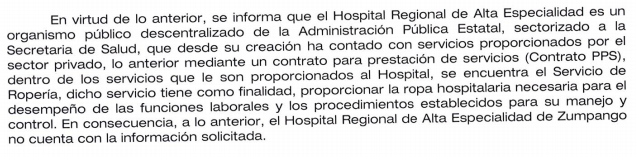 En virtud de lo anterior, se informa que el Hospital Regional de Alta Especialidad es un
organismo público descentralizado de la Administración Pública Estatal, sectorizado a la
Secretaria de Salud, que desde su creación ha contado con servicios proporcionados por el
sector privado, lo anterior mediante un contrato para prestación de servicios (Contrato PPS),
dentro de los servicios que le son proporcionados al Hospital, se encuentra el Servicio de
Ropería, dicho servicio tiene como finalidad, proporcionar la ropa hospitalaria necesaria para el
desempeño de las funciones laborales y los procedimientos establecidos para su manejo y
control. En consecuencia, a lo anterior, el Hospital Regional de Alta Especialidad de Zumpango
no cuenta con la información solicitada.